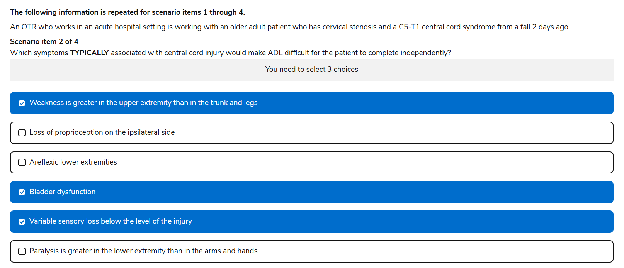 The following information is repeated for scenario items 1 through 4.
An OTR who works in an acute hospital setting is working with an older adult patient who has cervical stenosis and a C5-T1 central cord syndrome from a fall 2 days ago.
Scenario item 2 of 4
Which symptoms TYPICALLY associated with central cord injury would make ADL difficult for the patient to complete independently?
You need to select 3 choices
Weakness is greater in the upper extremity than in the trunk and legs
Loss of proprioception on the ipsilateral side
Areflexic lower extremities
Bladder dysfunction
Variable sensory loss below the level of the injury
Paralysis is greater in the lower extremity than in the arms and hands